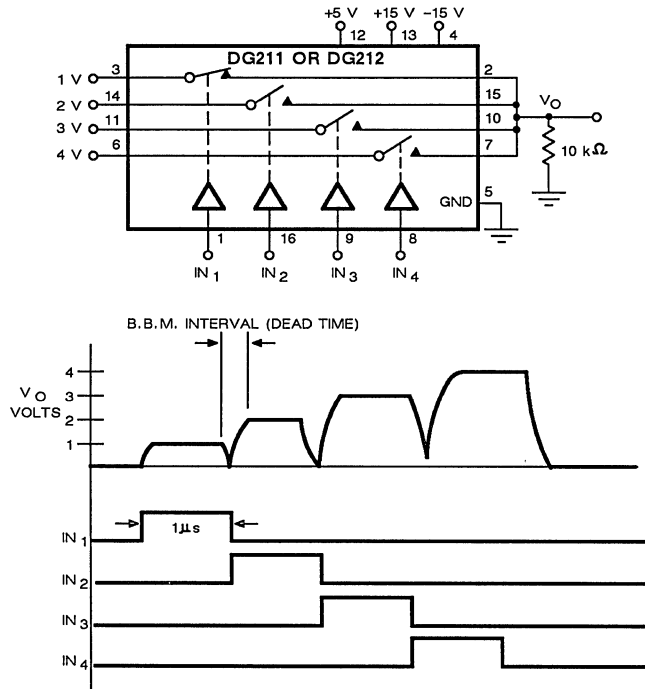 +5 V +15 V -15 V
12 13 4
DG211 OR DG212
1 V 3 2
2 V 14 15
3 V 11 10
4 V 6 7
VO
10 kΩ
GND 5
1 16 9 8
IN1 IN2 IN3 IN4
B.B.M. INTERVAL (DEAD TIME)
VO
VOLTS
4
3
2
1
1μs
IN1
IN2
IN3
IN4